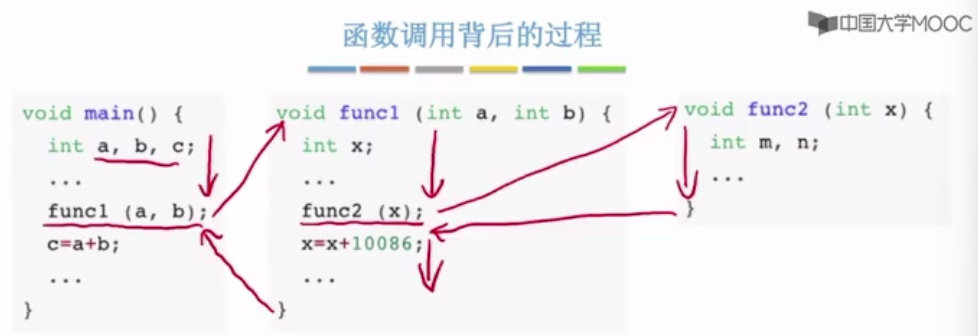 函数调用背后的过程
中国大学MOOC
void main() {
int a, b, c;
...
func1 (a, b);
c=a+b;
...
}
void func1 (int a, int b) {
int x;
...
func2 (x);
x=x+10086;
...
}
void func2 (int x) {
int m, n;
...
}